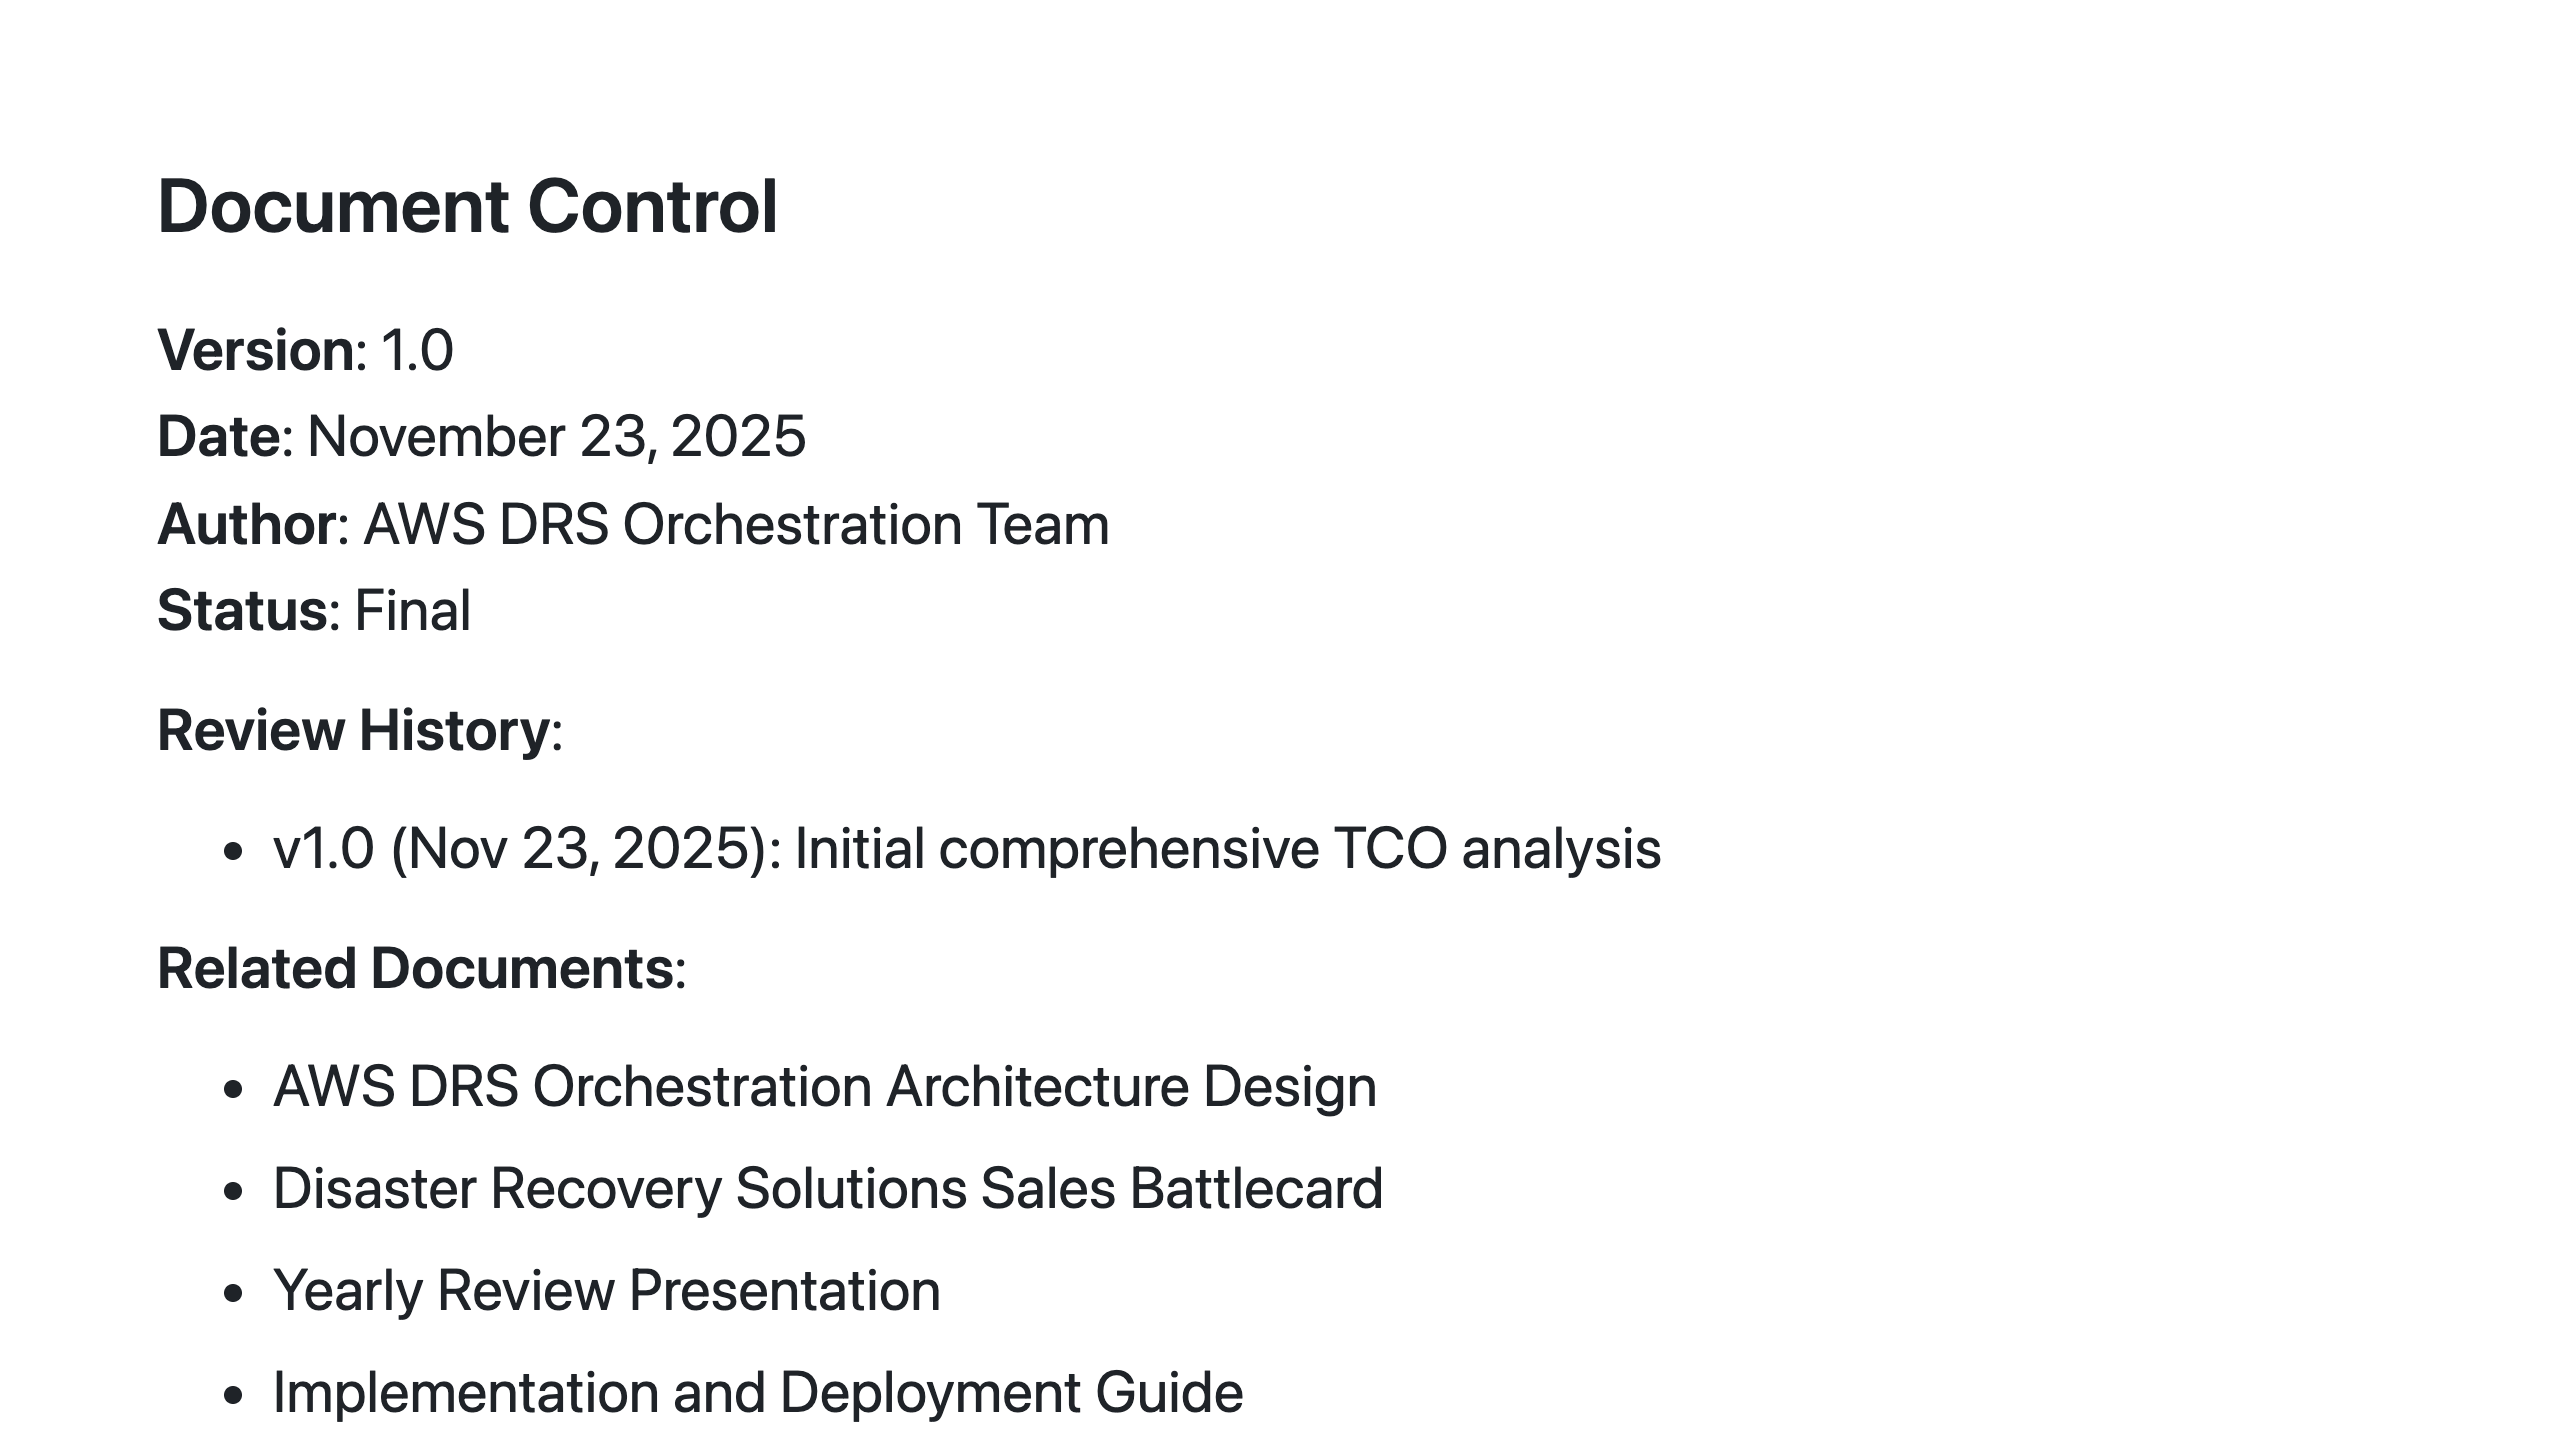 Document Control
Version: 1.0
Date: November 23, 2025
Author: AWS DRS Orchestration Team
Status: Final
Review History:
• v1.0 (Nov 23, 2025): Initial comprehensive TCO analysis
Related Documents:
• AWS DRS Orchestration Architecture Design
• Disaster Recovery Solutions Sales Battlecard
• Yearly Review Presentation
• Implementation and Deployment Guide